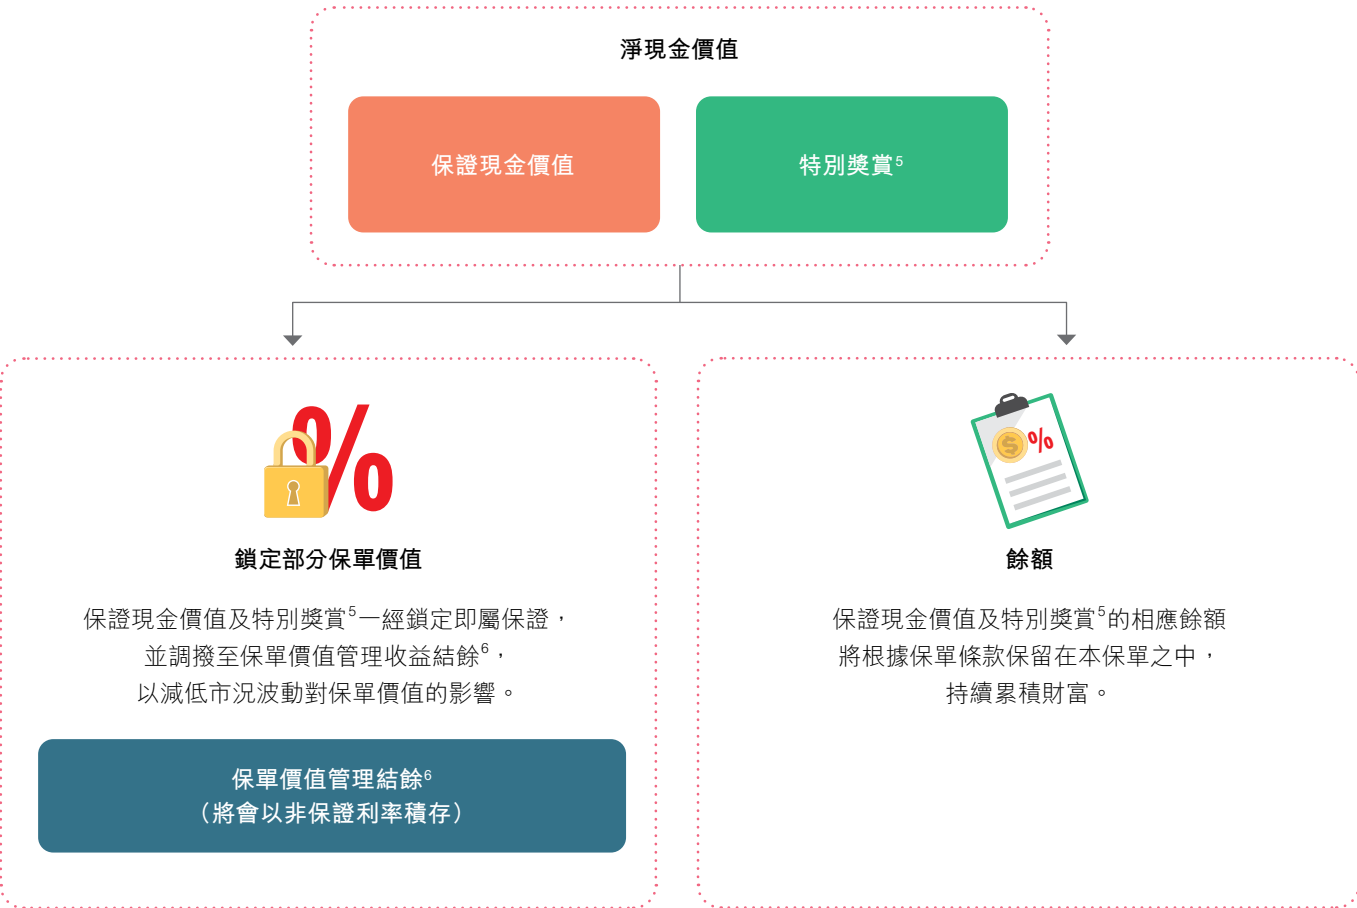 淨現金價值
保證現金價值
特別獎賞⁵
%
%
$
鎖定部分保單價值
保證現金價值及特別獎賞⁵一經鎖定即屬保證，
並調撥至保單價值管理收益結餘⁶，
以減低市況波動對保單價值的影響。
保單價值管理結餘⁶
（將會以非保證利率積存）
餘額
保證現金價值及特別獎賞⁵的相應餘額
將根據保單條款保留在本保單之中，
持續累積財富。